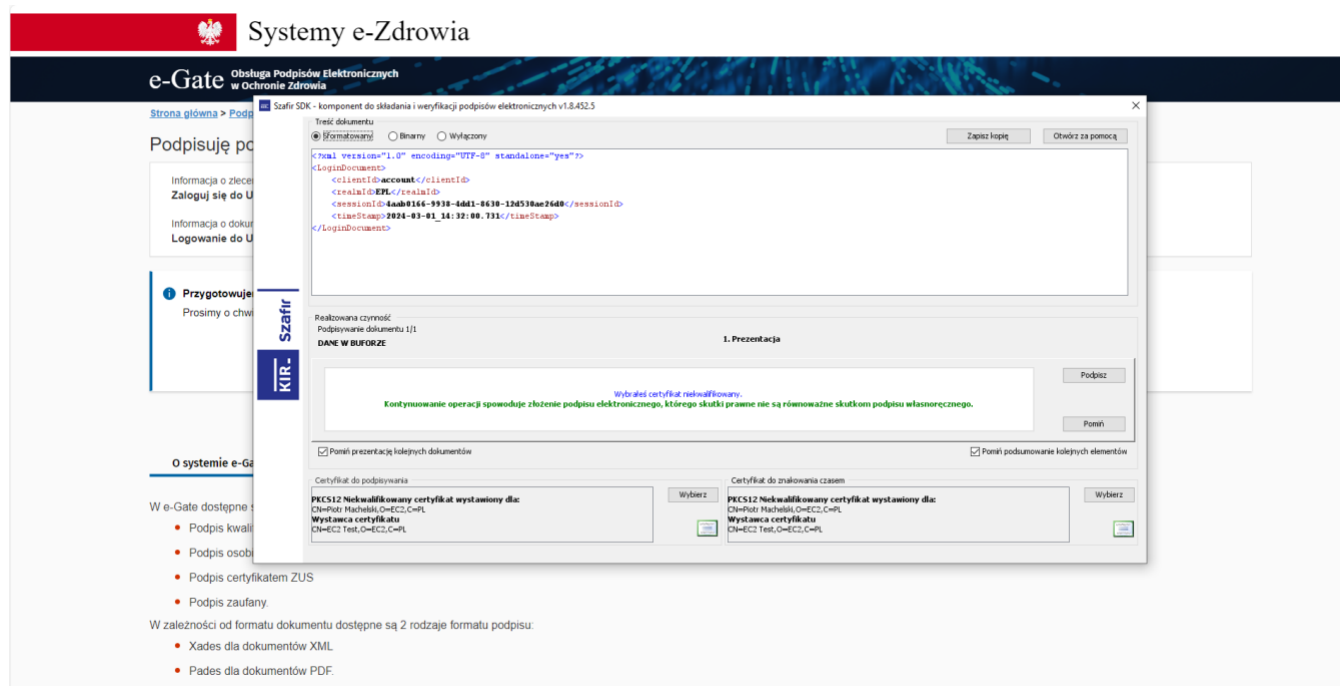 Systemy e-Zdrowia
e-Gate Obsługa Podpisów Elektronicznych
w Ochronie Zdrowia
Strona główna > Podp
Szafir SDK - komponent do składania i weryfikacji podpisów elektronicznych v1.8.452.5
Podpisuję po
Informacja o zlece
Zaloguj się do U
Informacja o dokur
Logowanie do U
Przygotowuje
Prosimy o chwi
Treść dokumentu
Sformatowany Binarny Wyłączony Zapisz kopię Otwórz za pomocą
<?xml version="1.0" encoding="UTF-8" standalone="yes"?>
<LoginDocument>
<clientId>account</clientId>
<realmId>EPL</realmId>
<sessionId>4aab0166-9938-4dd1-8630-12d530ae26d0</sessionId>
<timeStamp>2024-03-01_14:32:00.731</timeStamp>
</LoginDocument>
Szafir
KIR.
Realizowana czynność
Podpisywanie dokumentu 1/1
DANE W BUFORZE
1. Prezentacja
Wybrałeś certyfikat niekwalifikowany.
Kontynuowanie operacji spowoduje złożenie podpisu elektronicznego, którego skutki prawne nie są równoważne skutkom podpisu własnoręcznego.
Podpisz
Pomiń
Pomiń prezentację kolejnych dokumentów
Pomiń podsumowanie kolejnych elementów
Certyfikat do podpisywania
PKCS12 Niekwalifikowany certyfikat wystawiony dla:
CN=Piotr Machelski,O=EC2,C=PL
Wystawca certyfikatu
CN=EC2 Test,O=EC2,C=PL
Wybierz
Certyfikat do znakowania czasem
PKCS12 Niekwalifikowany certyfikat wystawiony dla:
CN=Piotr Machelski,O=EC2,C=PL
Wystawca certyfikatu
CN=EC2 Test,O=EC2,C=PL
Wybierz
O systemie e-Ga
W e-Gate dostępne s
Podpis kwalif
Podpis osobi
Podpis certyfikatem ZUS
Podpis zaufany.
W zależności od formatu dokumentu dostępne są 2 rodzaje formatu podpisu:
Xades dla dokumentów XML
Pades dla dokumentów PDF.